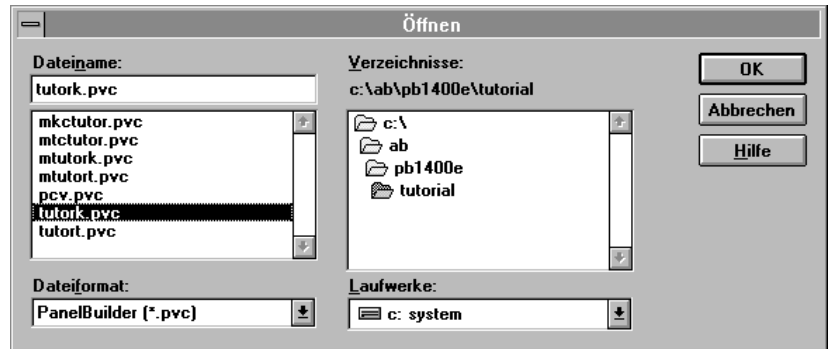 Öffnen
Dateiname:
tutork.pvc
mkctutor.pvc
mtctutor.pvc
mtutork.pvc
mtutort.pvc
pcv.pvc
tutork.pvc
tutort.pvc
Dateiformat:
PanelBuilder (*.pvc)
Verzeichnisse:
c:\ab\pb1400e\tutorial
c:\
ab
pb1400e
tutorial
Laufwerke:
c: system
OK
Abbrechen
Hilfe